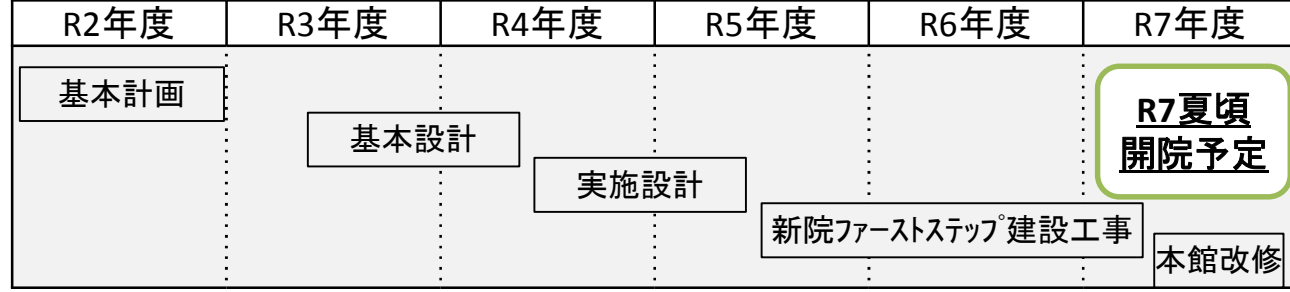 R2年度 R3年度 R4年度 R5年度 R6年度 R7年度
基本計画
R7夏頃
開院予定
基本設計
実施設計
新院ﾌｧｰｽﾄｽﾃｯﾌﾟ建設工事
本館改修